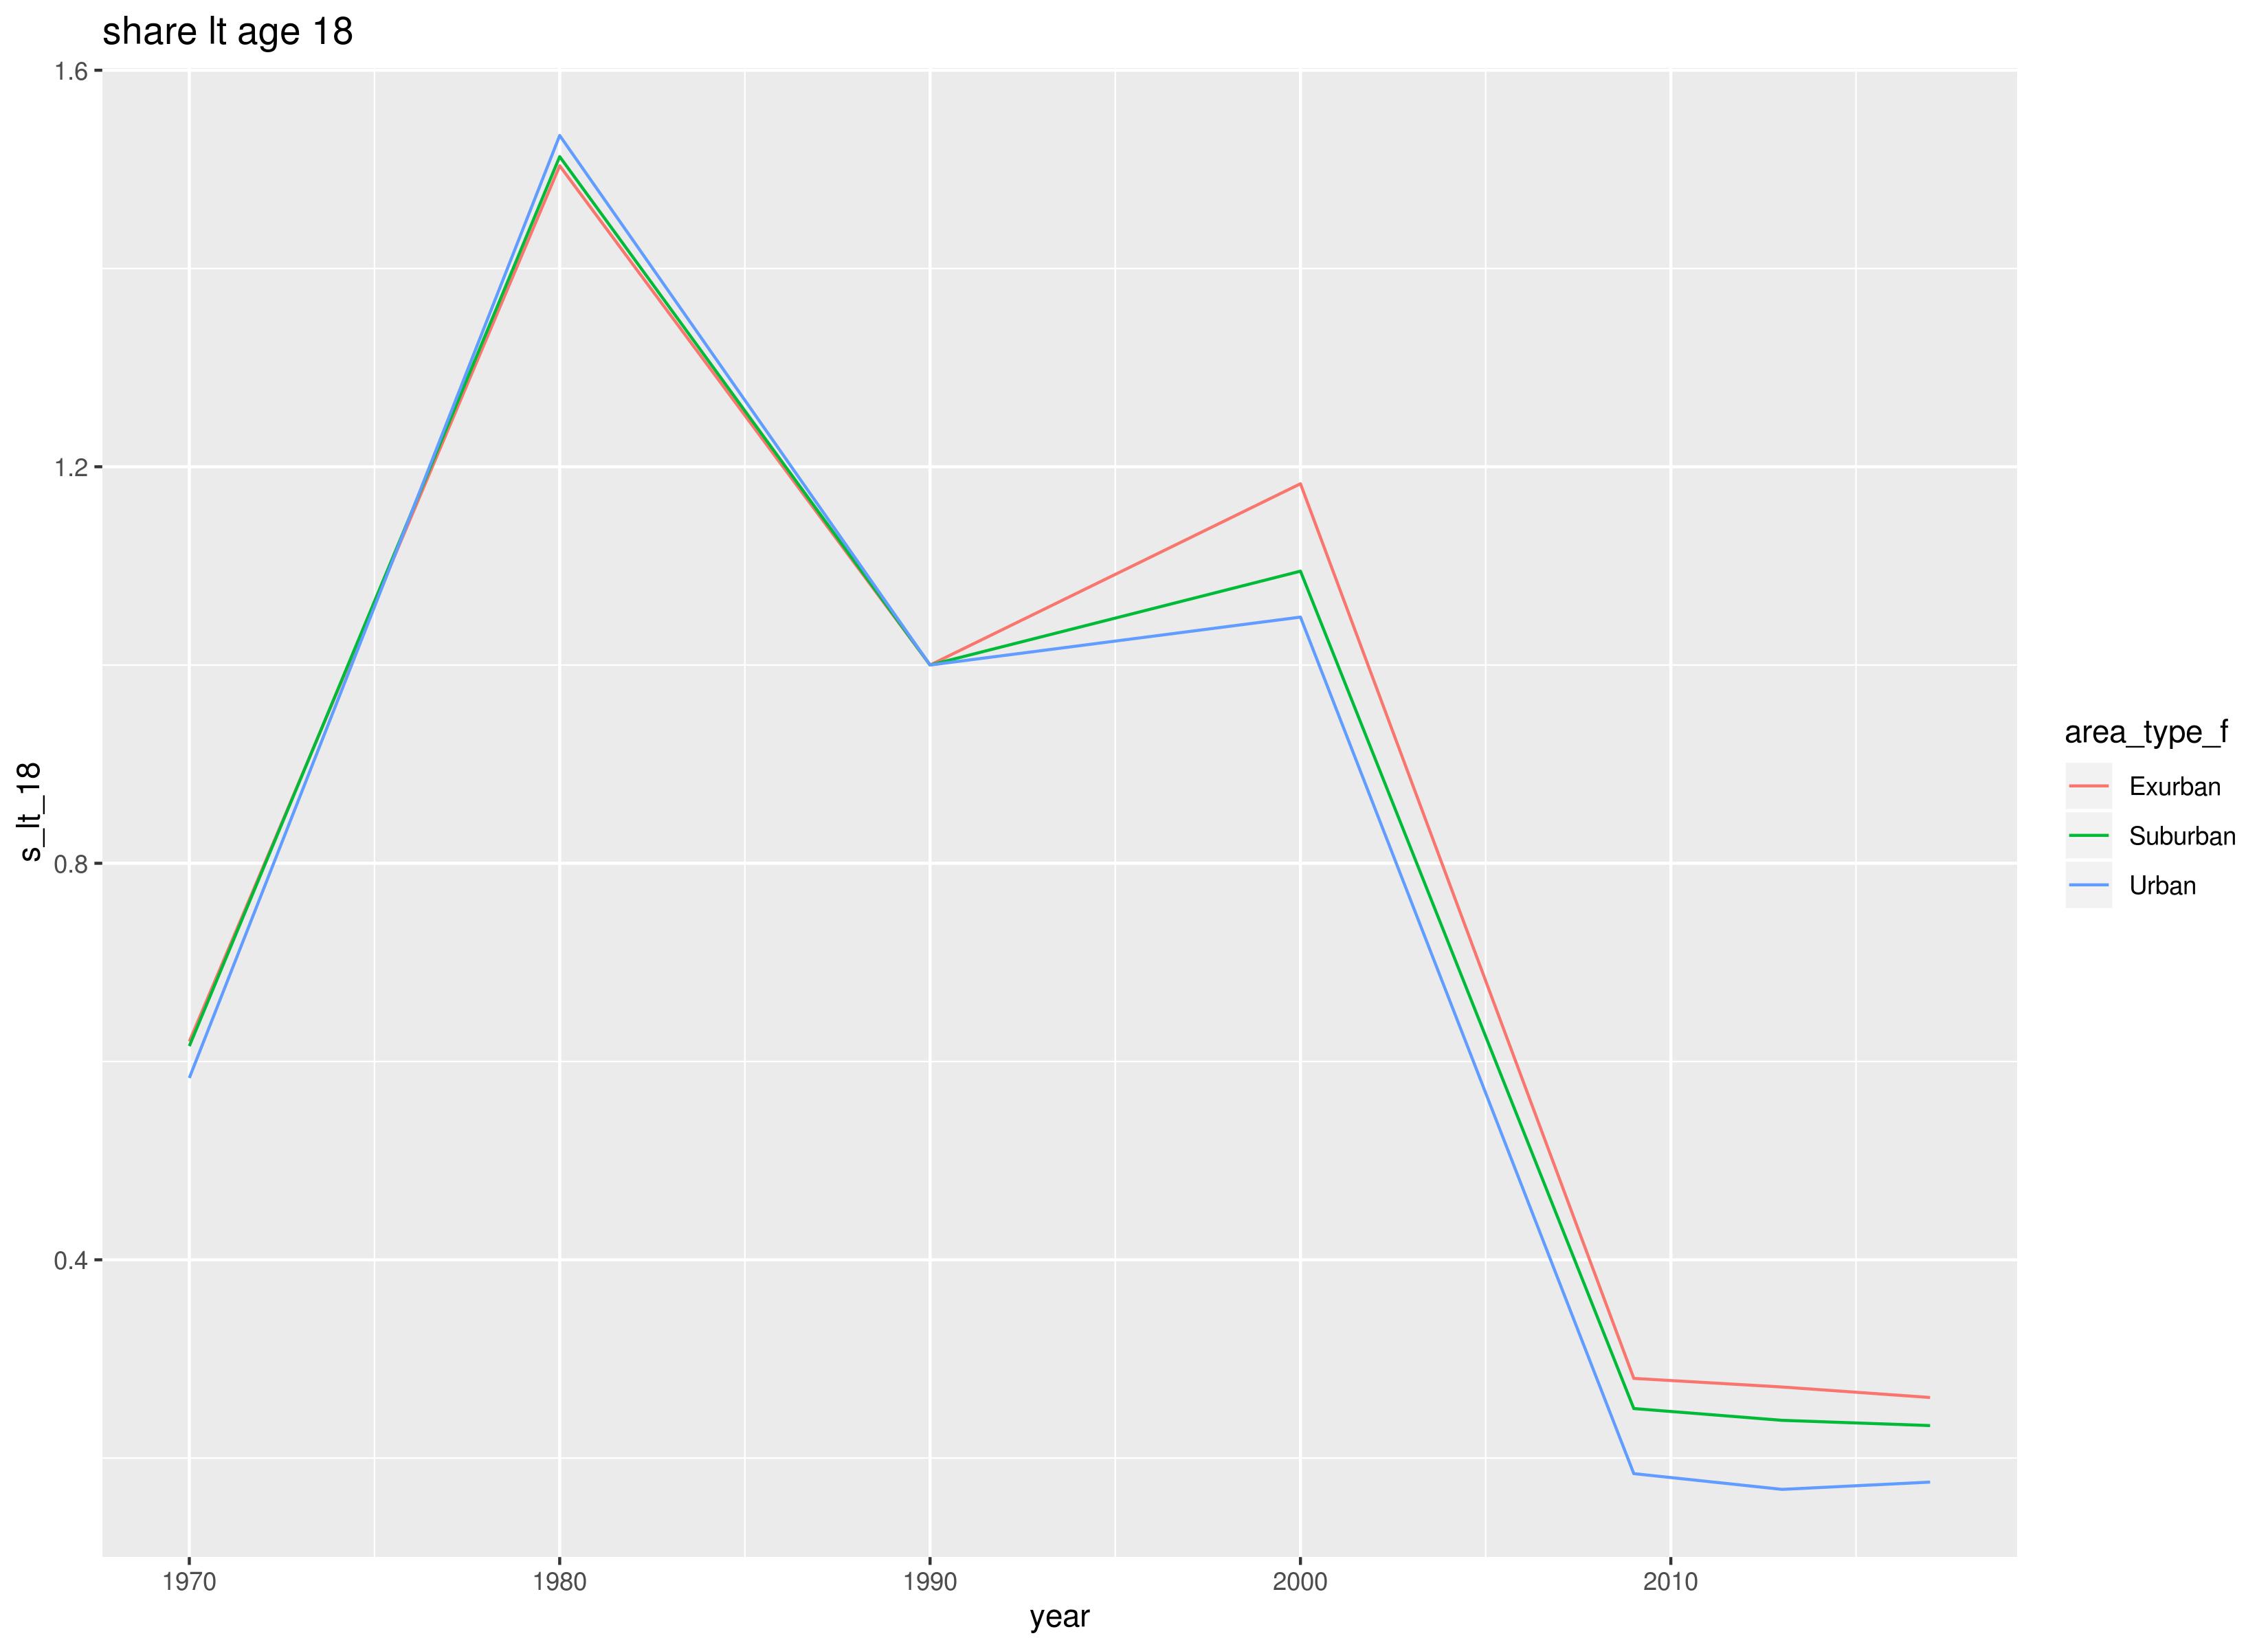 share lt age 18
1.6
1.2
0.8
0.4
s_lt_18
1970 1980 1990 2000 2010
year
area_type_f
Exurban
Suburban
Urban